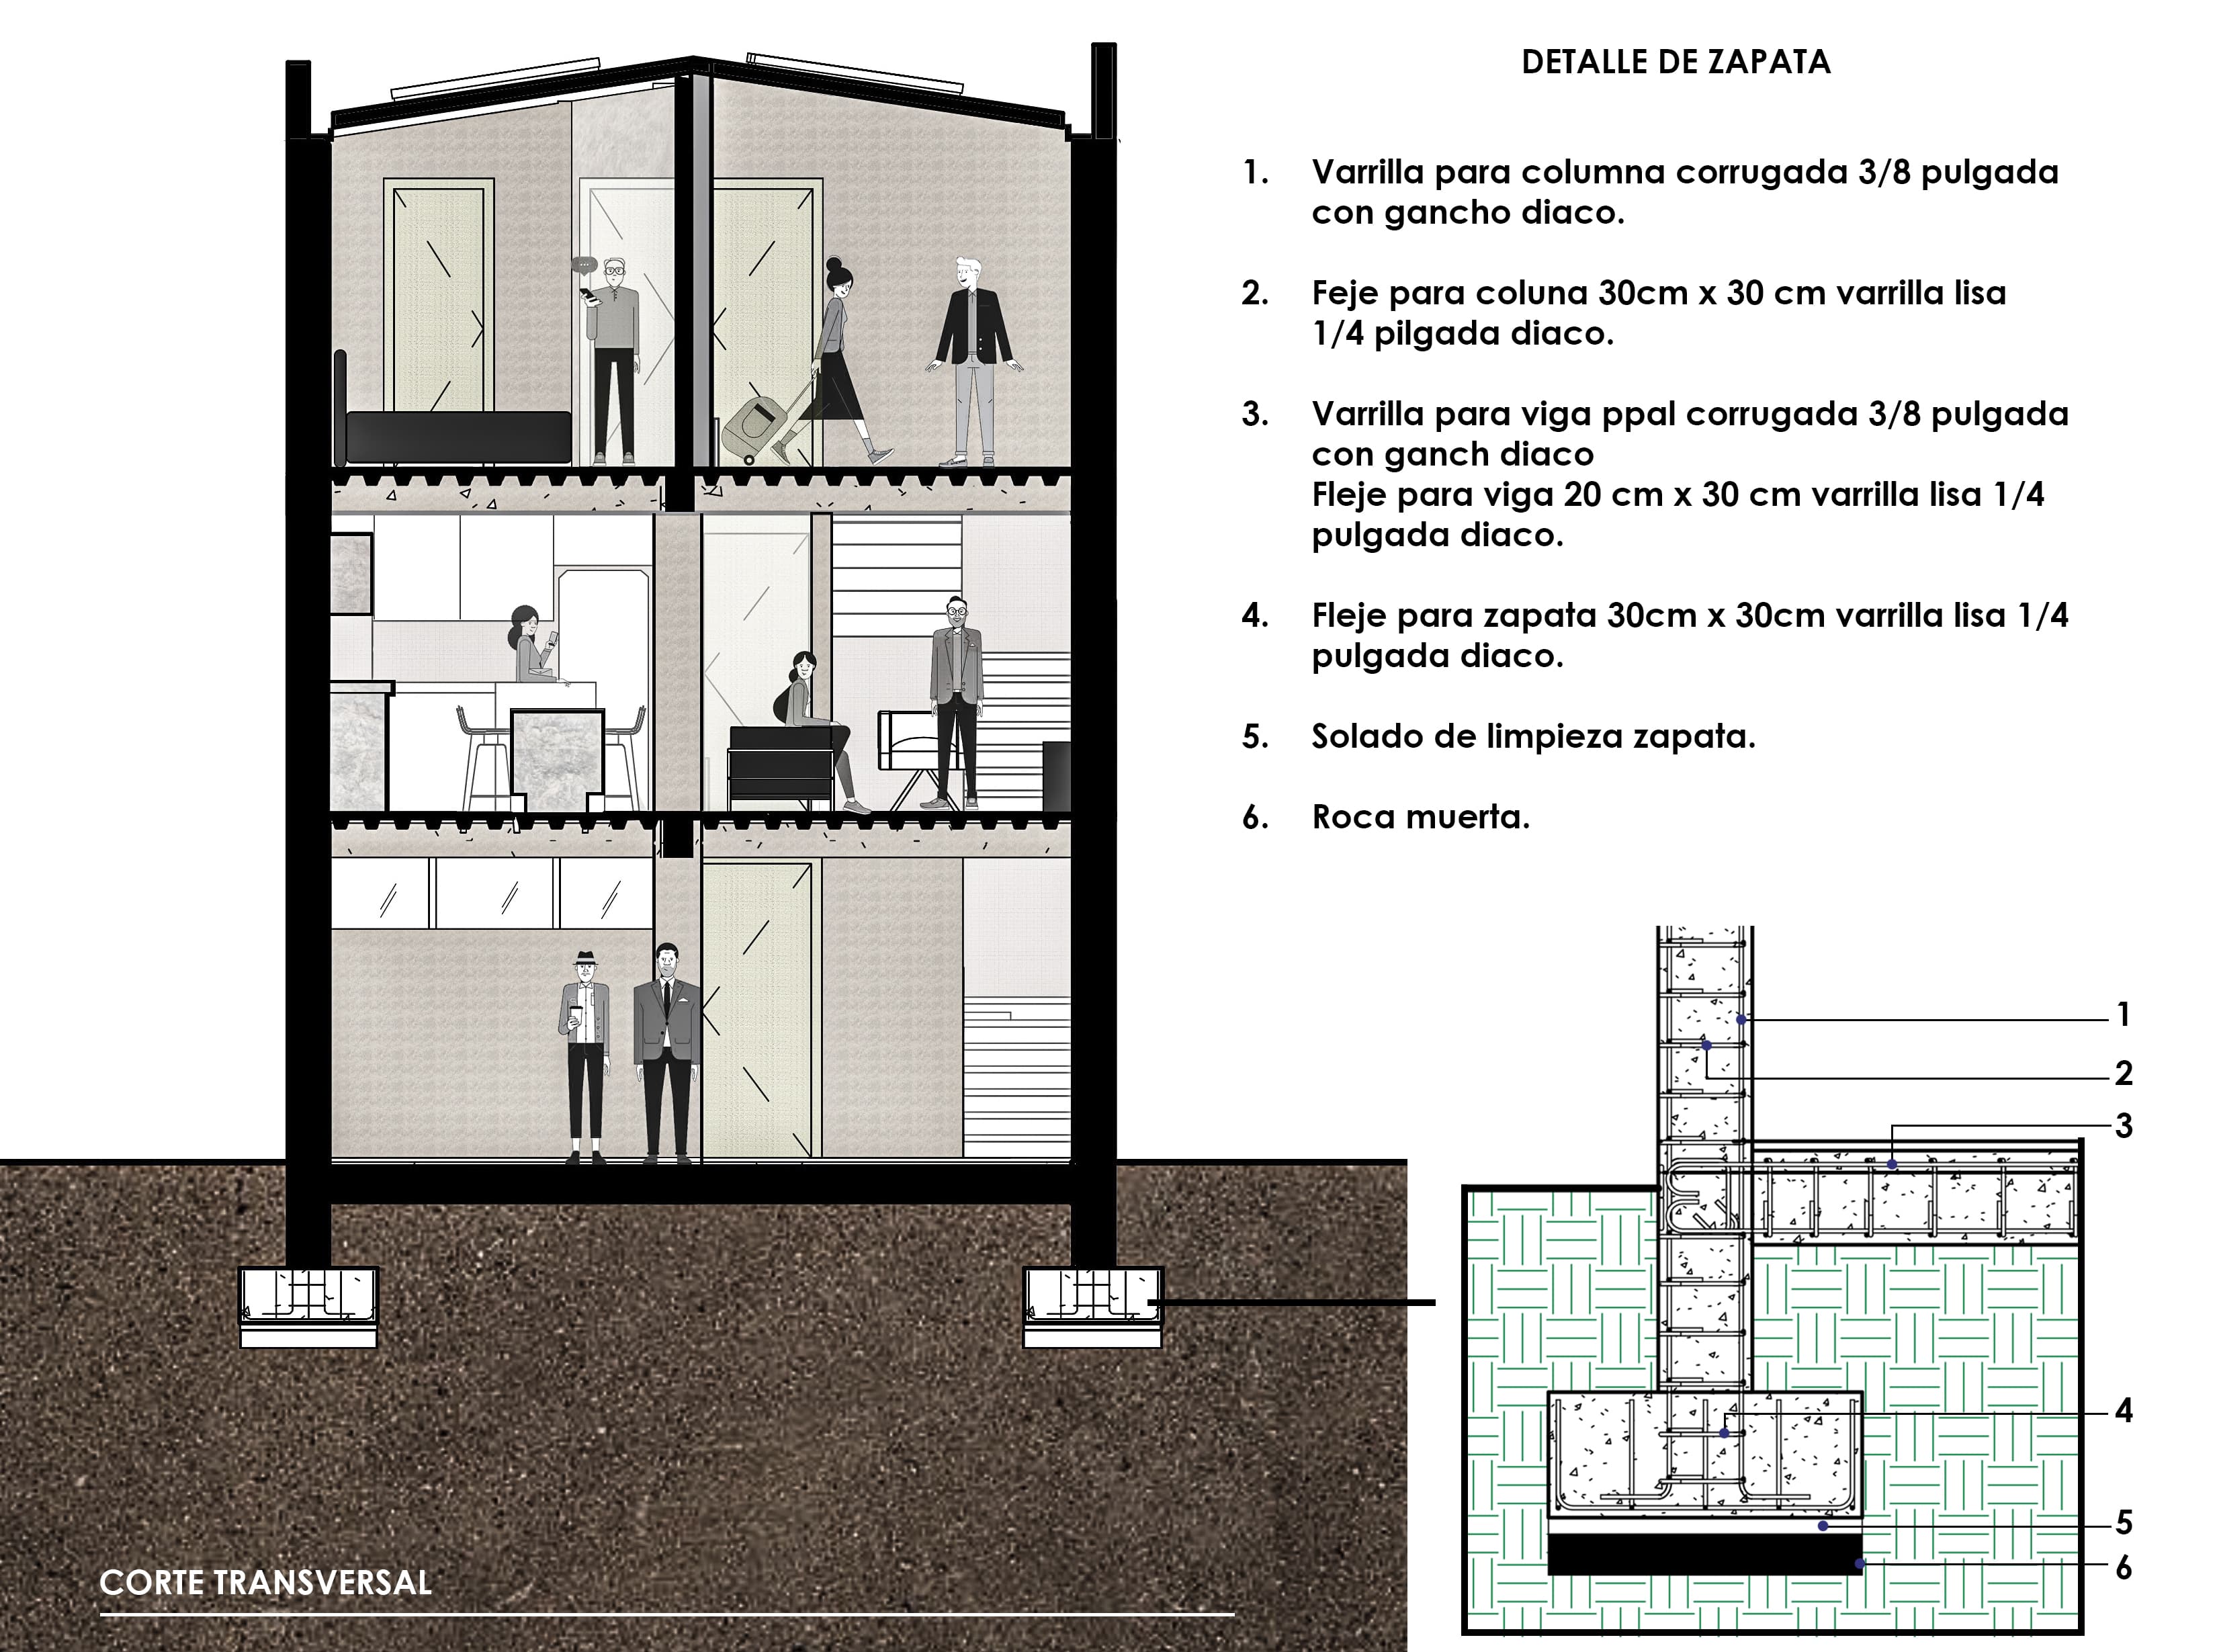 DETALLE DE ZAPATA
1. Varrilla para columna corrugada 3/8 pulgada
con gancho diaco.
2. Feje para coluna 30cm x 30 cm varrilla lisa
1/4 pilgada diaco.
3. Varrilla para viga ppal corrugada 3/8 pulgada
con ganch diaco
Fleje para viga 20 cm x 30 cm varrilla lisa 1/4
pulgada diaco.
4. Fleje para zapata 30cm x 30cm varrilla lisa 1/4
pulgada diaco.
5. Solado de limpieza zapata.
6. Roca muerta.
1
2
3
4
5
6
CORTE TRANSVERSAL